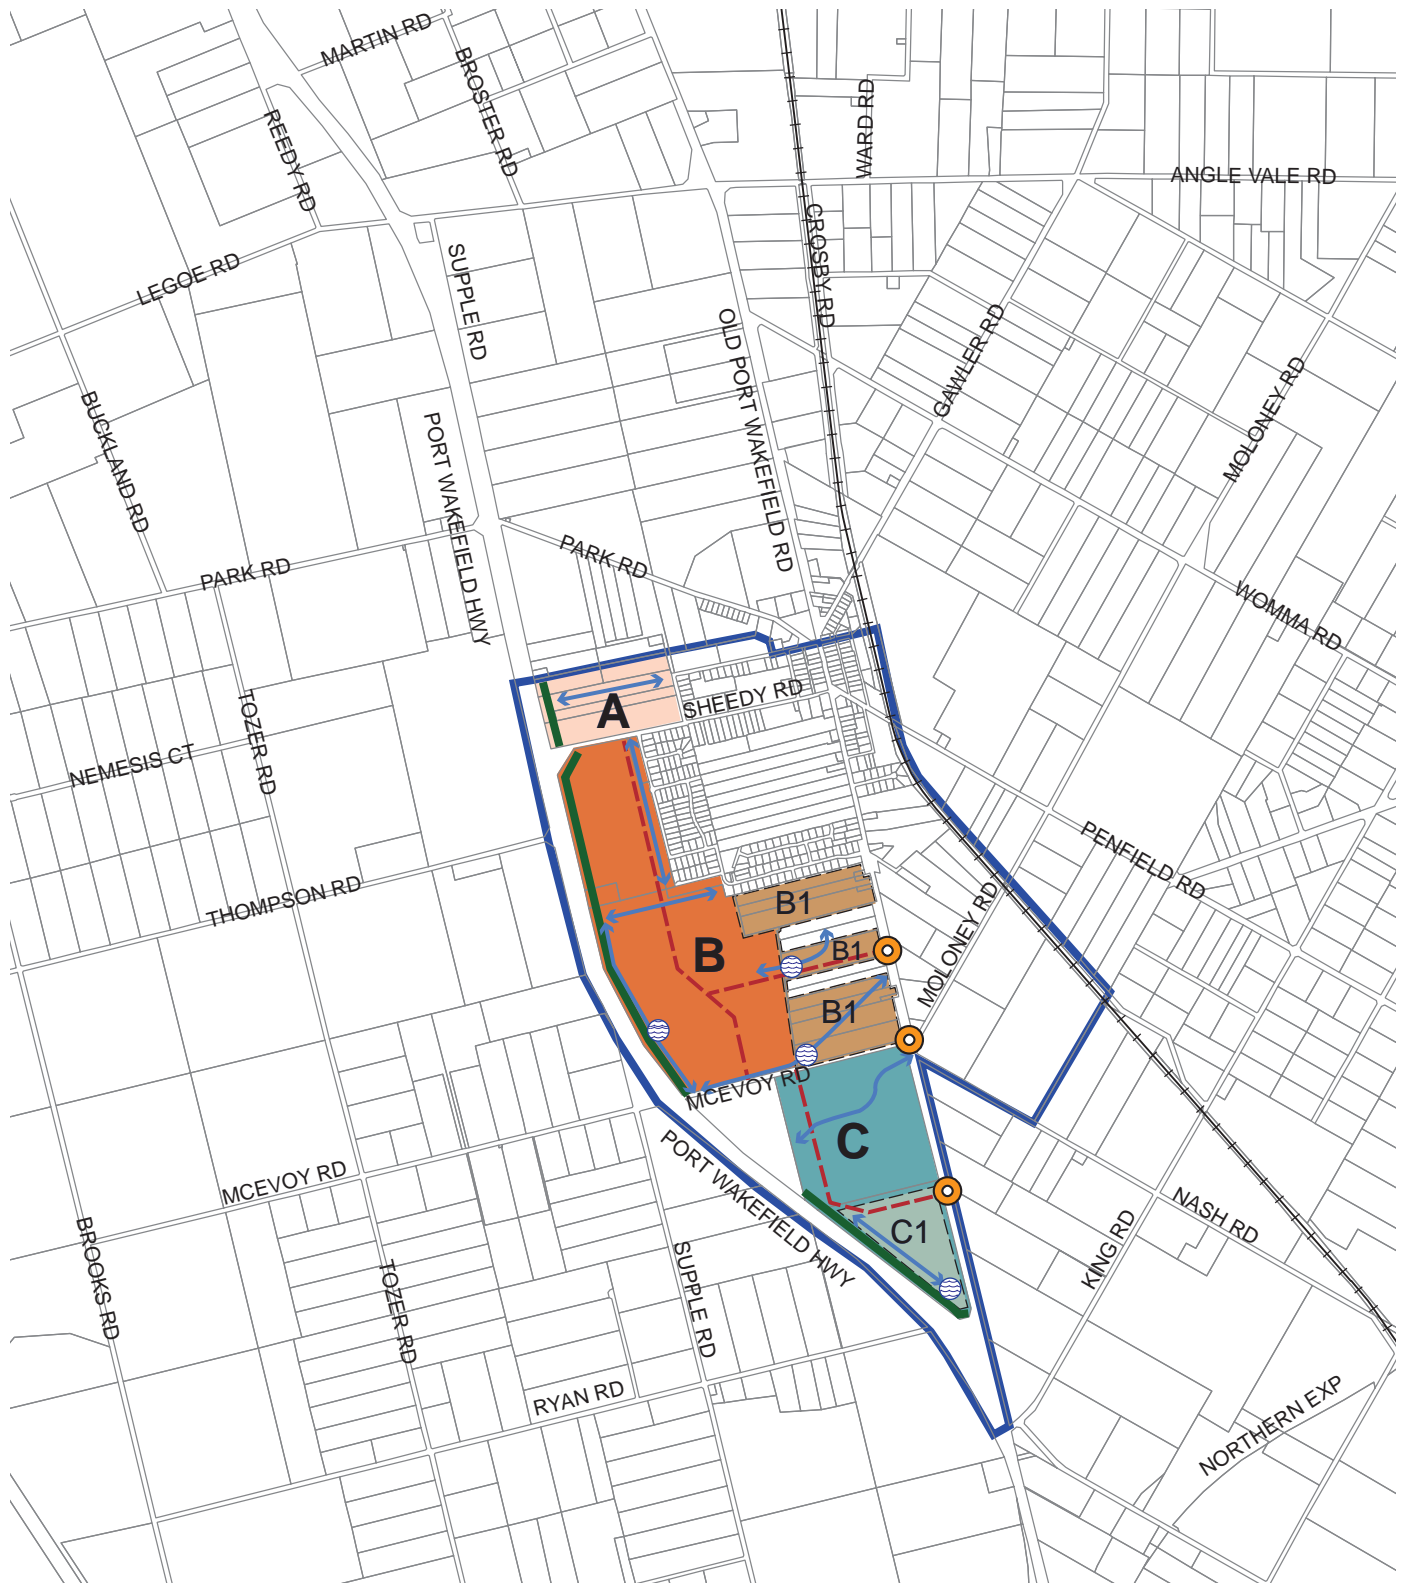 MARTIN RD
BROSTER RD
REEDY RD
WARD RD
ANGLE VALE RD
LEGOE RD
SUPPLE RD
CROSBY RD
OLD PORT WAKEFIELD RD
GAWLER RD
MOLONEY RD
BUCKLAND RD
PORT WAKEFIELD HWY
PARK RD
PARK RD
WOMMA RD
SHEEDY RD
A
TOZER RD
NEMESIS CT
PENFIELD RD
THOMPSON RD
B1
B
B1
MOLONEY RD
B1
MCEVOY RD
C
PORT WAKEFIELD HWY
MCEVOY RD
NASH RD
C1
KING RD
BROOKS RD
TOZER RD
SUPPLE RD
RYAN RD
NORTHERN EXP